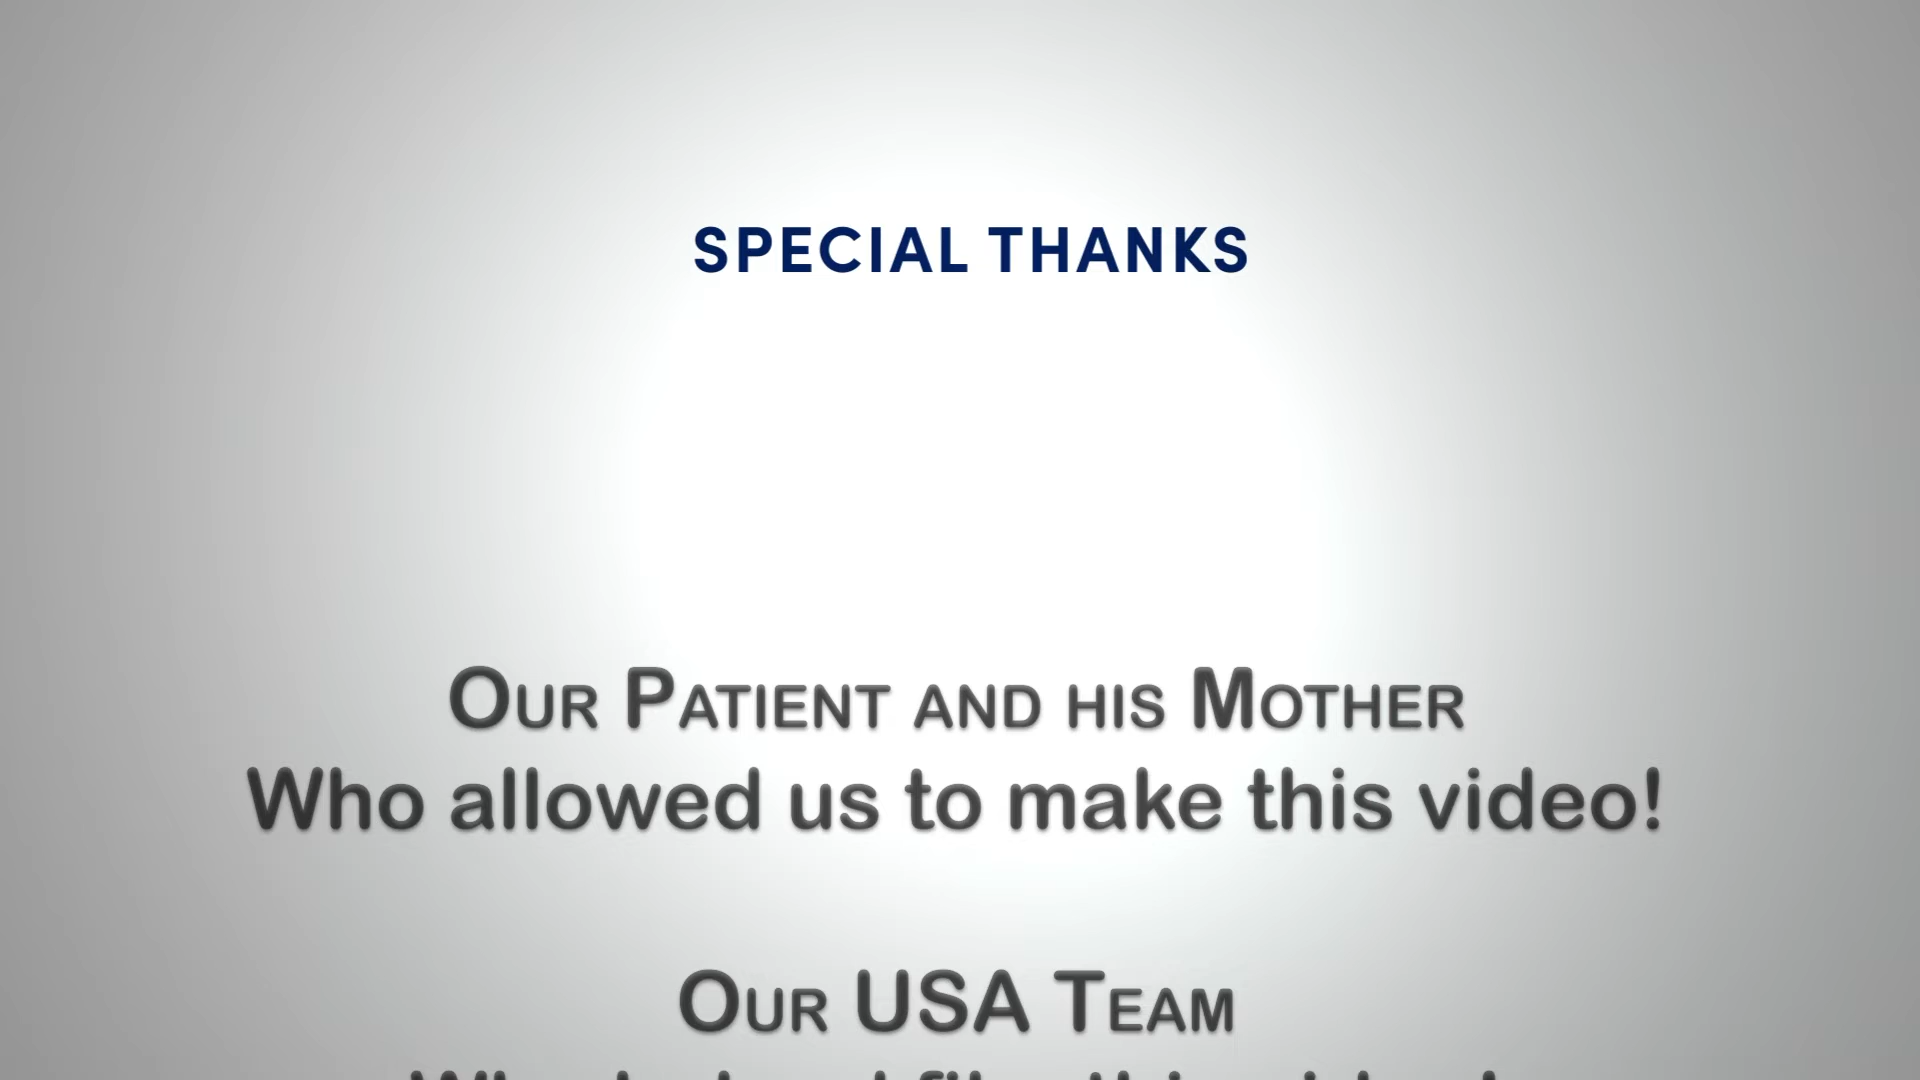 SPECIAL THANKS
Our Patient and his Mother
Who allowed us to make this video!
Our USA Team